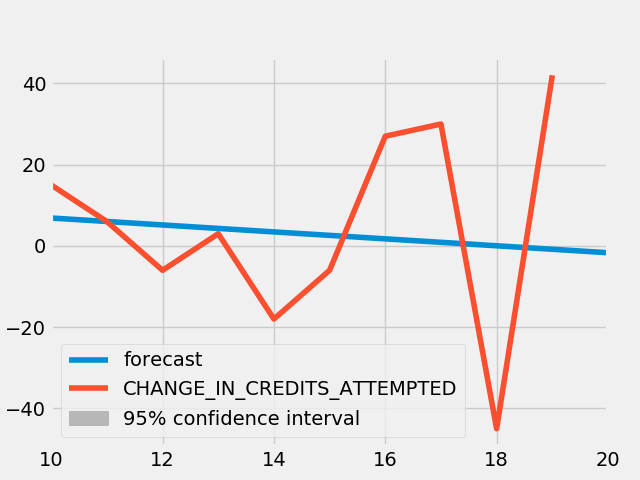 40
20
0
−20
−40
forecast
CHANGE_IN_CREDITS_ATTEMPTED
95% confidence interval
10 12 14 16 18 20